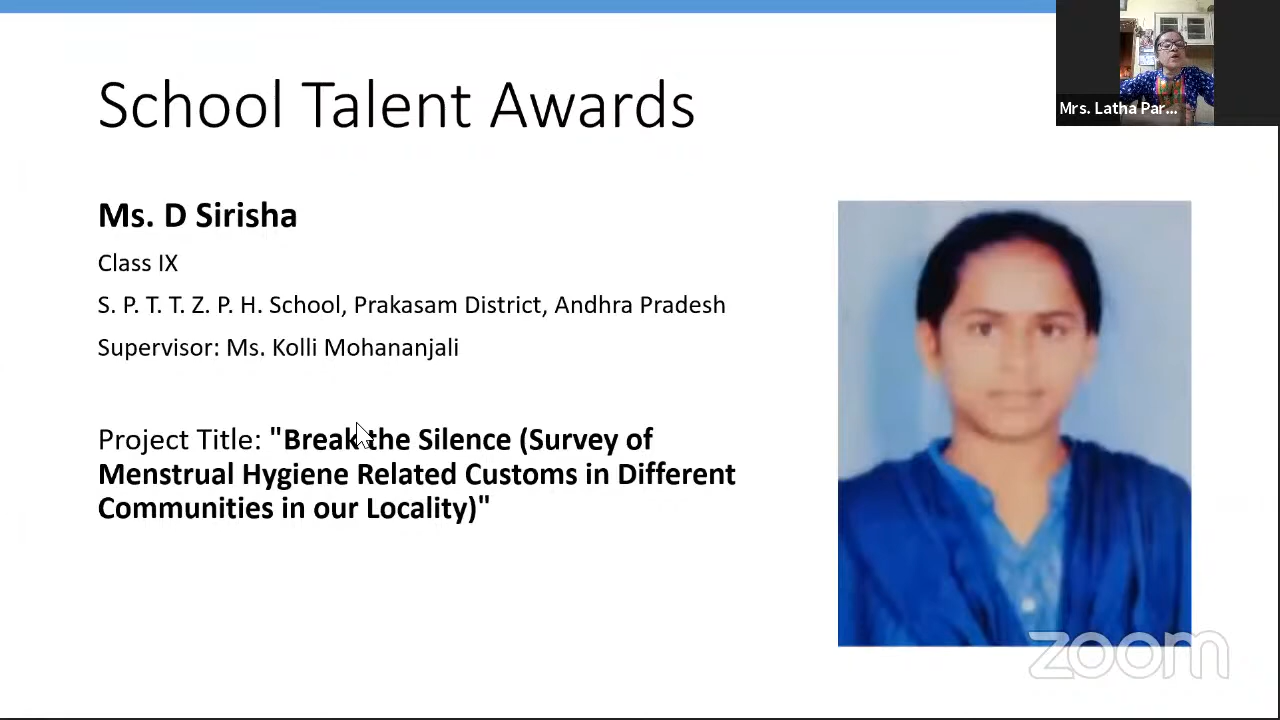 School Talent Awards
Mrs. Latha Par...
Ms. D Sirisha
Class IX
S. P. T. T. Z. P. H. School, Prakasam District, Andhra Pradesh
Supervisor: Ms. Kolli Mohananjali
Project Title: "Break the Silence (Survey of
Menstrual Hygiene Related Customs in Different
Communities in our Locality)"
zoom